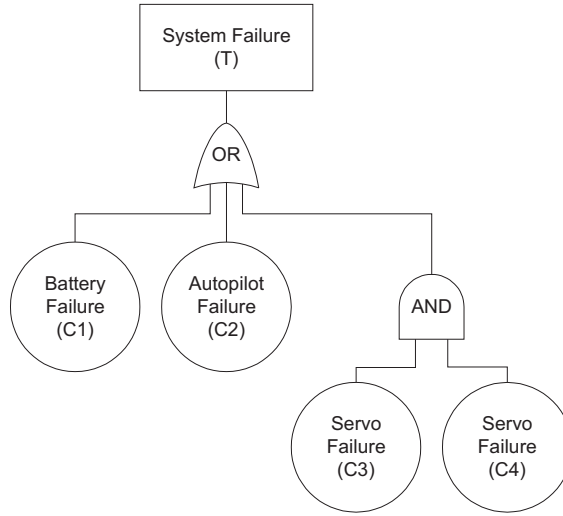 System Failure
(T)
OR
Battery
Failure
(C1)
Autopilot
Failure
(C2)
AND
Servo
Failure
(C3)
Servo
Failure
(C4)